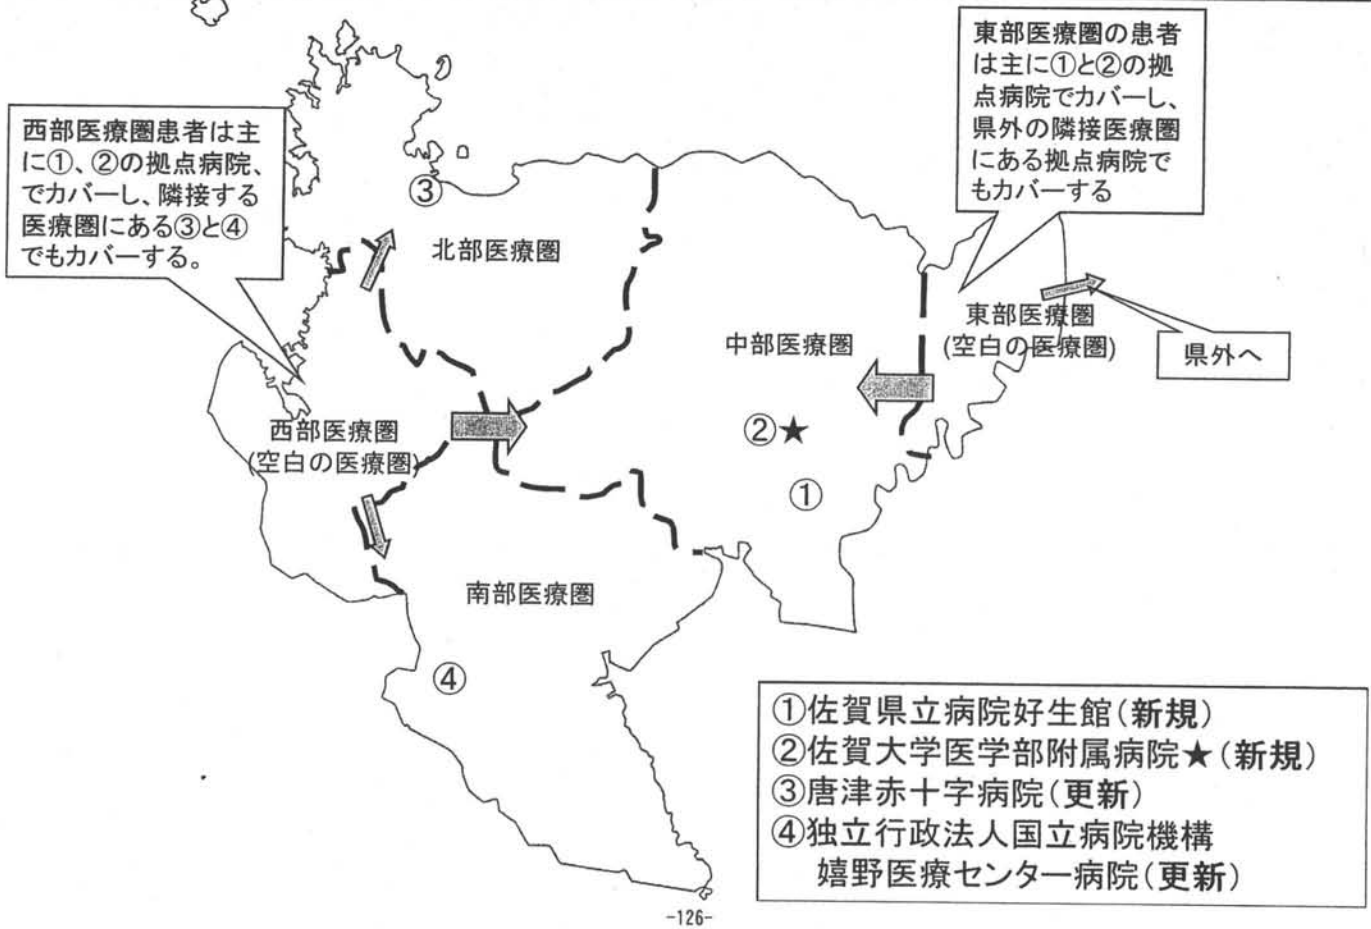 東部医療圏の患者
は主に①と②の拠
点病院でカバーし、
県外の隣接医療圏
にある拠点病院で
もカバーする
西部医療圏患者は主
に①、②の拠点病院、
でカバーし、隣接する
医療圏にある③と④
でもカバーする。
③
北部医療圏
東部医療圏
(空白の医療圏)
中部医療圏
県外へ
②★
西部医療圏
(空白の医療圏)
①
南部医療圏
④
①佐賀県立病院好生館(新規)
②佐賀大学医学部附属病院★(新規)
③唐津赤十字病院(更新)
④独立行政法人国立病院機構
嬉野医療センター病院(更新)
-126-